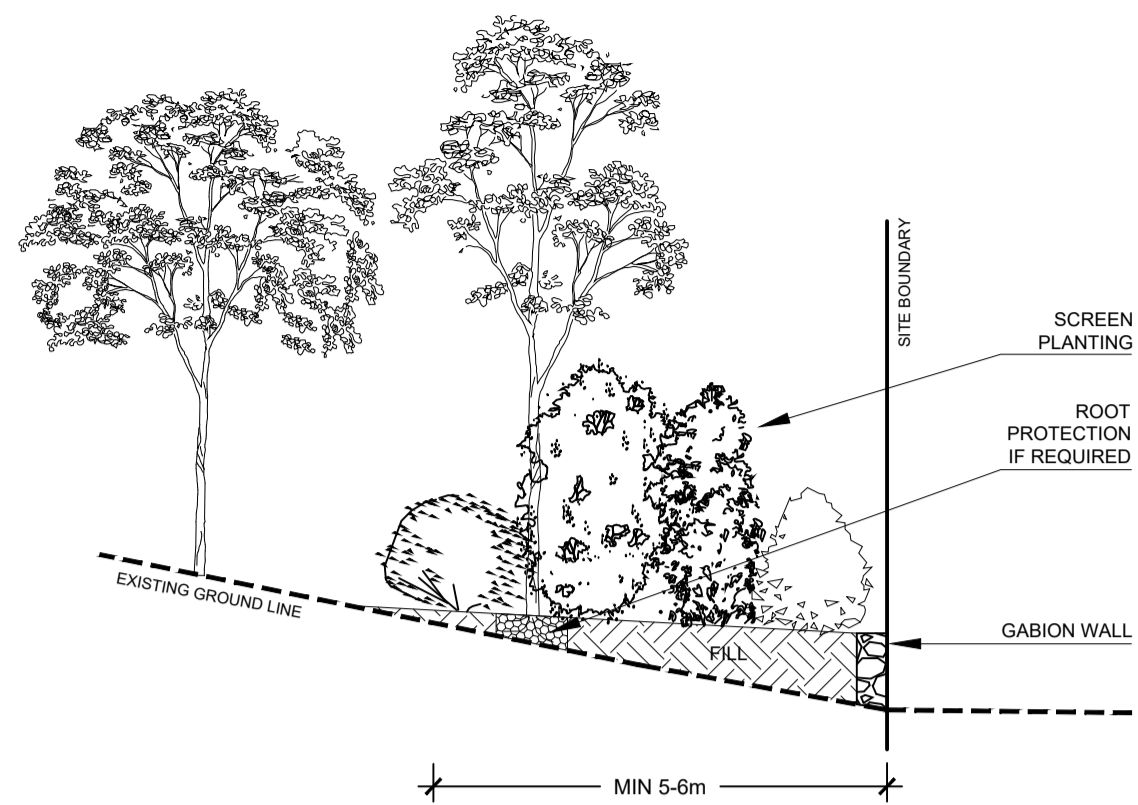 SITE BOUNDARY
SCREEN
PLANTING
ROOT
PROTECTION
IF REQUIRED
EXISTING GROUND LINE
GABION WALL
FILL
MIN 5-6m